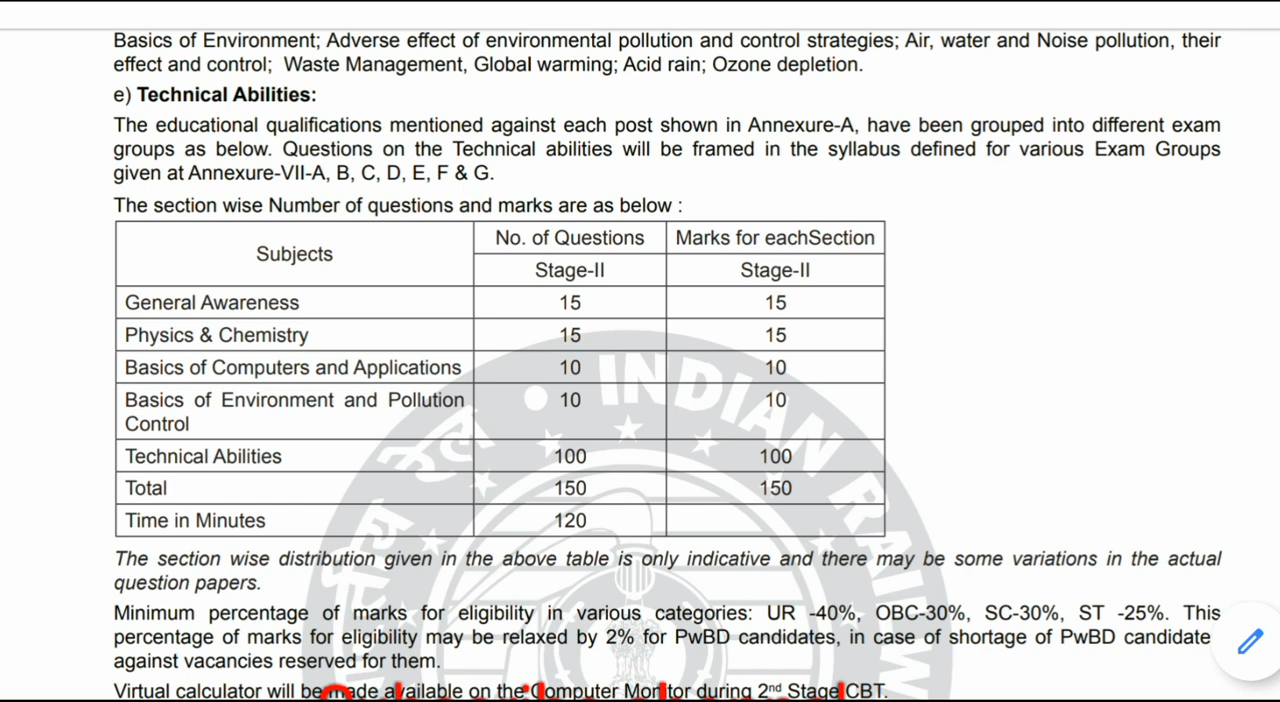 Basics of Environment; Adverse effect of environmental pollution and control strategies; Air, water and Noise pollution, their
effect and control; Waste Management, Global warming; Acid rain; Ozone depletion.
e) Technical Abilities:
The educational qualifications mentioned against each post shown in Annexure-A, have been grouped into different exam
groups as below. Questions on the Technical abilities will be framed in the syllabus defined for various Exam Groups
given at Annexure-VII-A, B, C, D, E, F & G.
The section wise Number of questions and marks are as below :
Subjects No. of Questions Marks for eachSection
Stage-II Stage-II
General Awareness 15 15
Physics & Chemistry 15 15
Basics of Computers and Applications 10 10
Basics of Environment and Pollution 10 10
Control
Technical Abilities 100 100
Total 150 150
Time in Minutes 120
The section wise distribution given in the above table is only indicative and there may be some variations in the actual
question papers.
Minimum percentage of marks for eligibility in various categories: UR -40%, OBC-30%, SC-30%, ST -25%. This
percentage of marks for eligibility may be relaxed by 2% for PwBD candidates, in case of shortage of PwBD candidate
against vacancies reserved for them.
Virtual calculator will be made available on the Computer Monitor during 2nd Stage CBT.
INDIAN RAILW